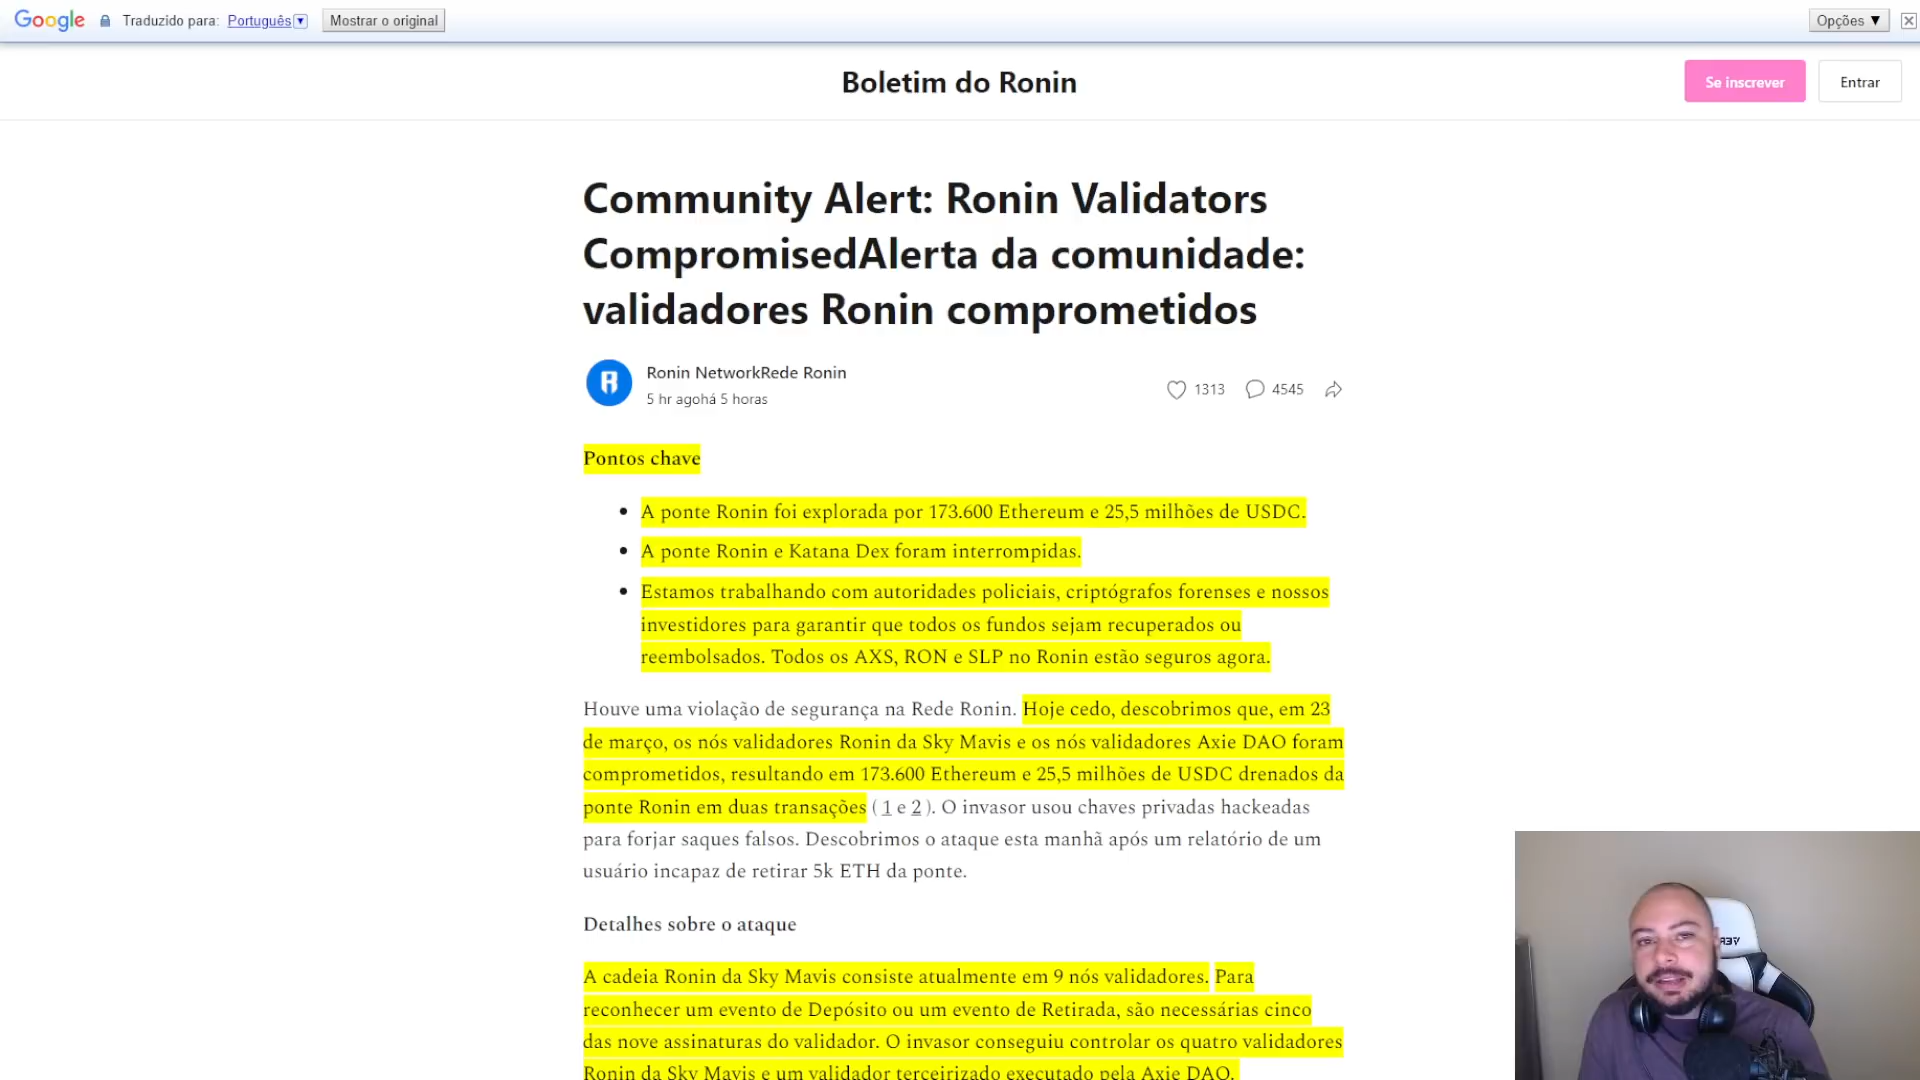 Google Traduzido para: Português ▼ Mostrar o original Opções ▼
Boletim do Ronin
Se inscrever
Entrar
Community Alert: Ronin Validators
CompromisedAlerta da comunidade:
validadores Ronin comprometidos
Ronin NetworkRede Ronin
5 hr agohá 5 horas
1313
4545
Pontos chave
A ponte Ronin foi explorada por 173.600 Ethereum e 25,5 milhões de USDC.
A ponte Ronin e Katana Dex foram interrompidas.
Estamos trabalhando com autoridades policiais, criptógrafos forenses e nossos
investidores para garantir que todos os fundos sejam recuperados ou
reembolsados. Todos os AXS, RON e SLP no Ronin estão seguros agora.
Houve uma violação de segurança na Rede Ronin. Hoje cedo, descobrimos que, em 23
de março, os nós validadores Ronin da Sky Mavis e os nós validadores Axie DAO foram
comprometidos, resultando em 173.600 Ethereum e 25,5 milhões de USDC drenados da
ponte Ronin em duas transações ( 1 e 2 ). O invasor usou chaves privadas hackeadas
para forjar saques falsos. Descobrimos o ataque esta manhã após um relatório de um
usuário incapaz de retirar 5k ETH da ponte.
Detalhes sobre o ataque
A cadeia Ronin da Sky Mavis consiste atualmente em 9 nós validadores. Para
reconhecer um evento de Depósito ou um evento de Retirada, são necessárias cinco
das nove assinaturas do validador. O invasor conseguiu controlar os quatro validadores
Ronin da Sky Mavis e um validador terceirizado executado pela Axie DAO.